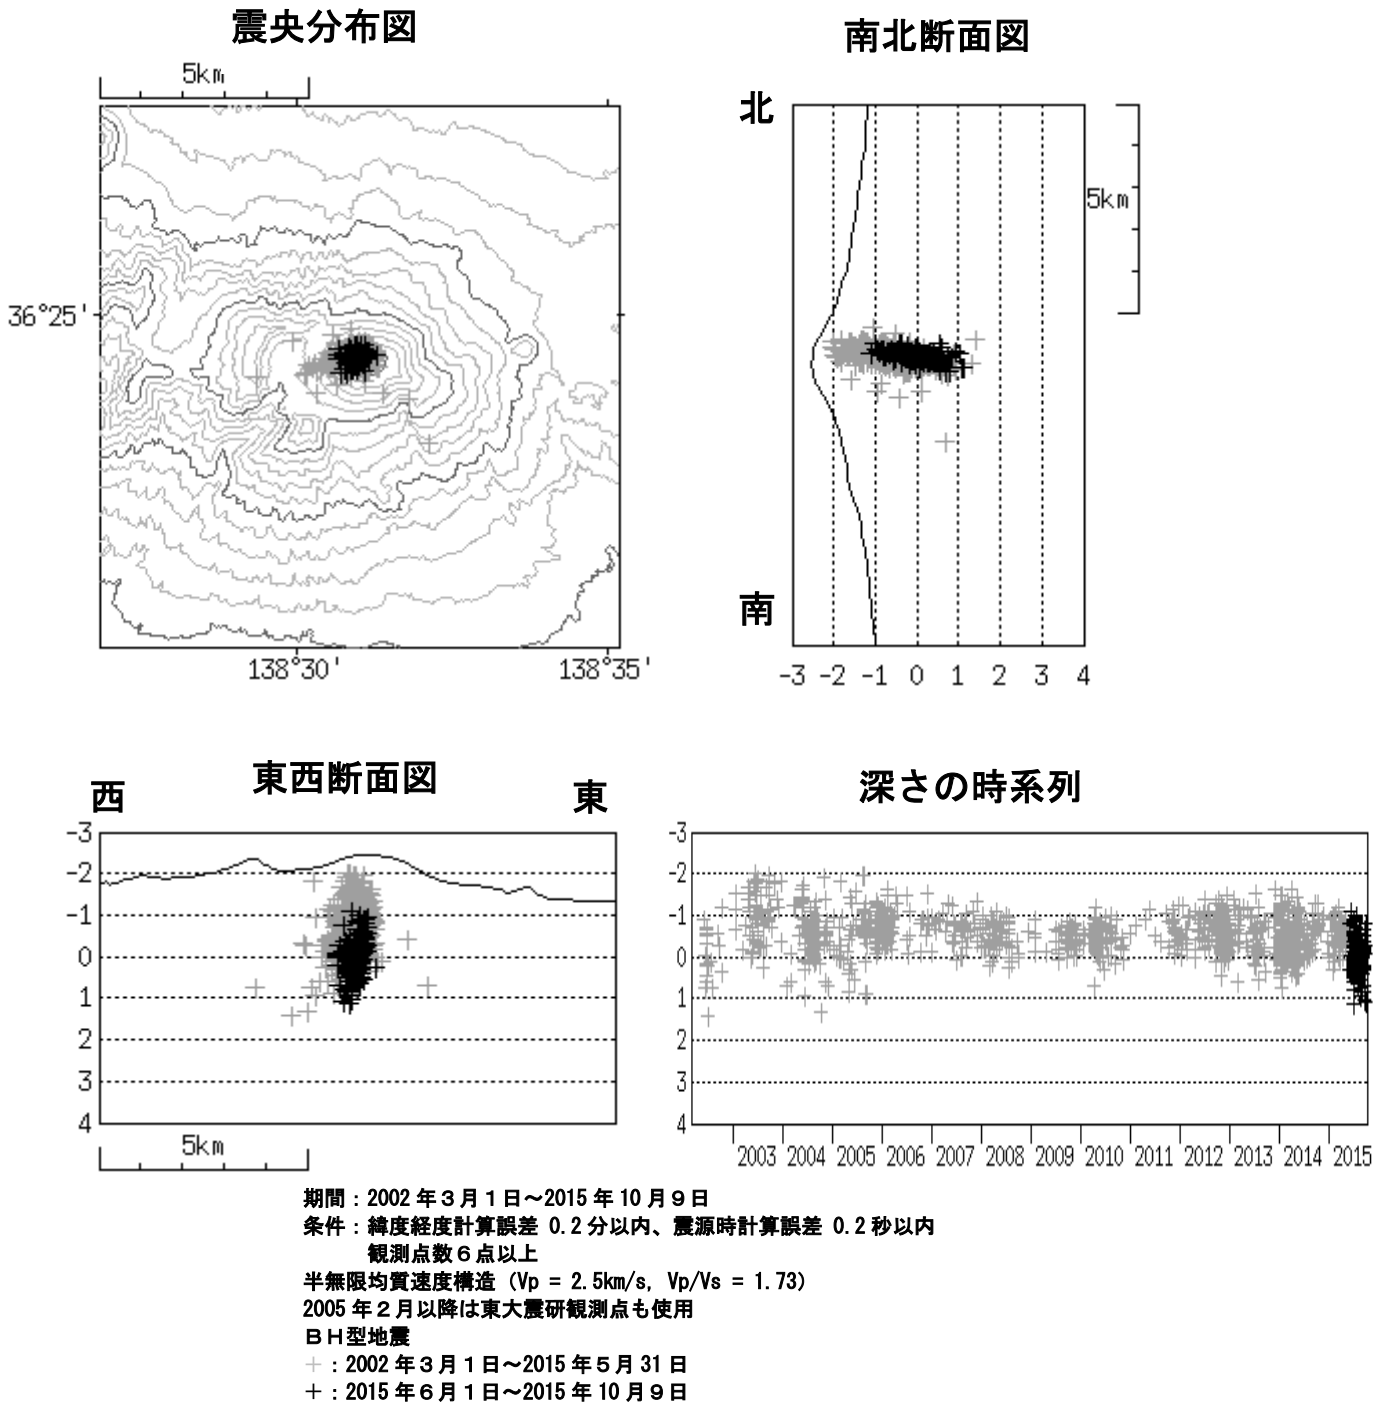 震央分布図
5km
36°25'
138°30' 138°35'
南北断面図
北
南
5km
-3 -2 -1 0 1 2 3 4
東西断面図
西 東
-3
-2
-1
0
1
2
3
4
5km
深さの時系列
-3
-2
-1
0
1
2
3
4
2003 2004 2005 2006 2007 2008 2009 2010 2011 2012 2013 2014 2015
期間：2002年３月１日～2015年10月９日
条件：緯度経度計算誤差 0.2分以内、震源時計算誤差 0.2秒以内
観測点数６点以上
半無限均質速度構造（Vp = 2.5km/s, Vp/Vs = 1.73）
2005年２月以降は東大震研観測点も使用
ＢＨ型地震
＋：2002年３月１日～2015年５月31日
＋：2015年６月１日～2015年10月９日